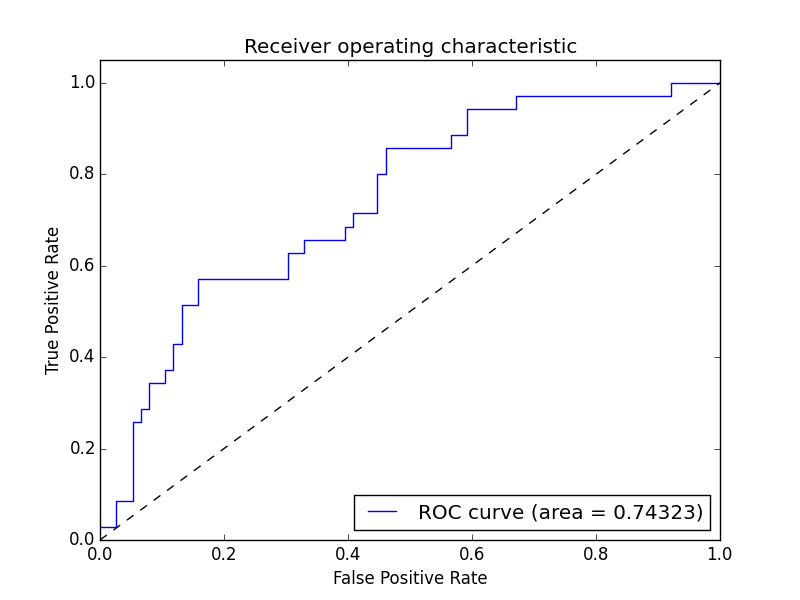 Receiver operating characteristic
1.0
0.8
0.6
0.4
0.2
0.0
True Positive Rate
ROC curve (area = 0.74323)
0.0 0.2 0.4 0.6 0.8 1.0
False Positive Rate